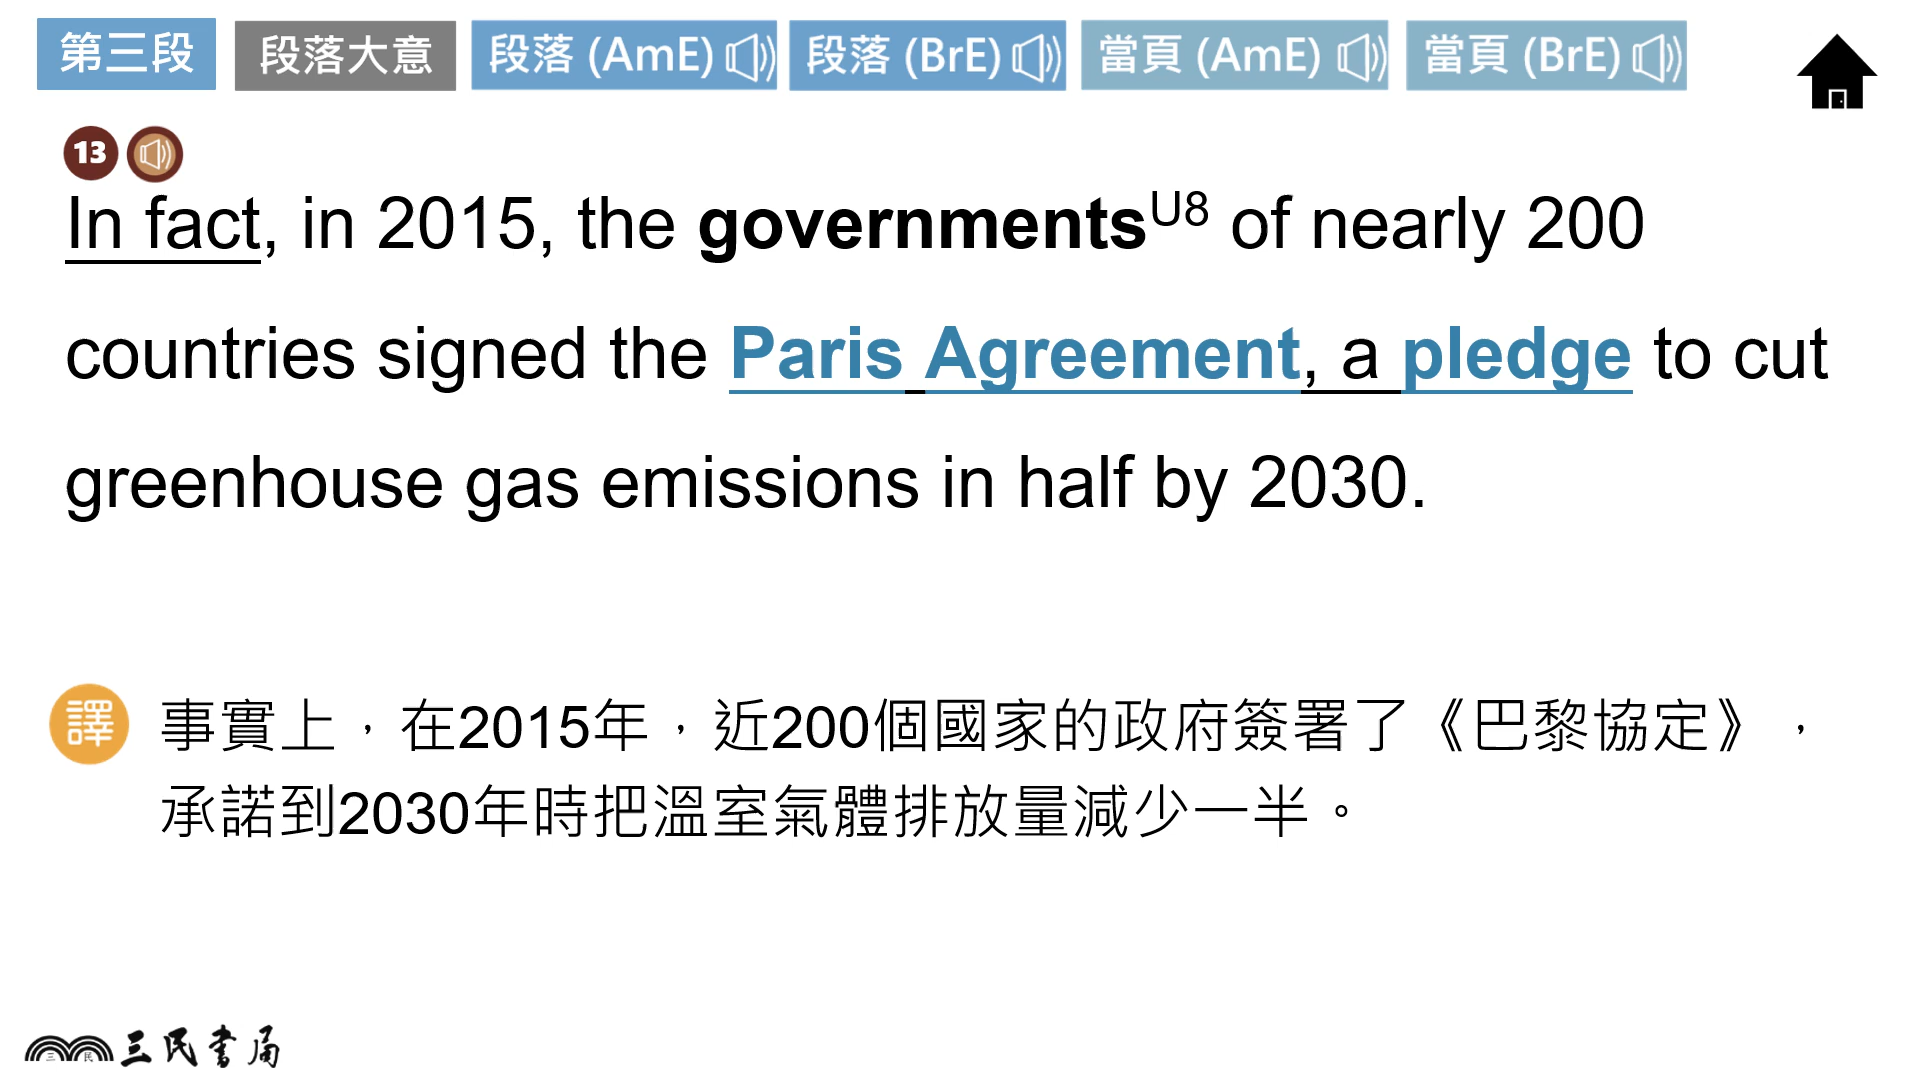 第三段 段落大意 段落 (AmE) 段落 (BrE) 當頁 (AmE) 當頁 (BrE)
13
In fact, in 2015, the governmentsU8 of nearly 200
countries signed the Paris Agreement, a pledge to cut
greenhouse gas emissions in half by 2030.
譯 事實上，在2015年，近200個國家的政府簽署了《巴黎協定》，
承諾到2030年時把溫室氣體排放量減少一半。
三民 三民書局